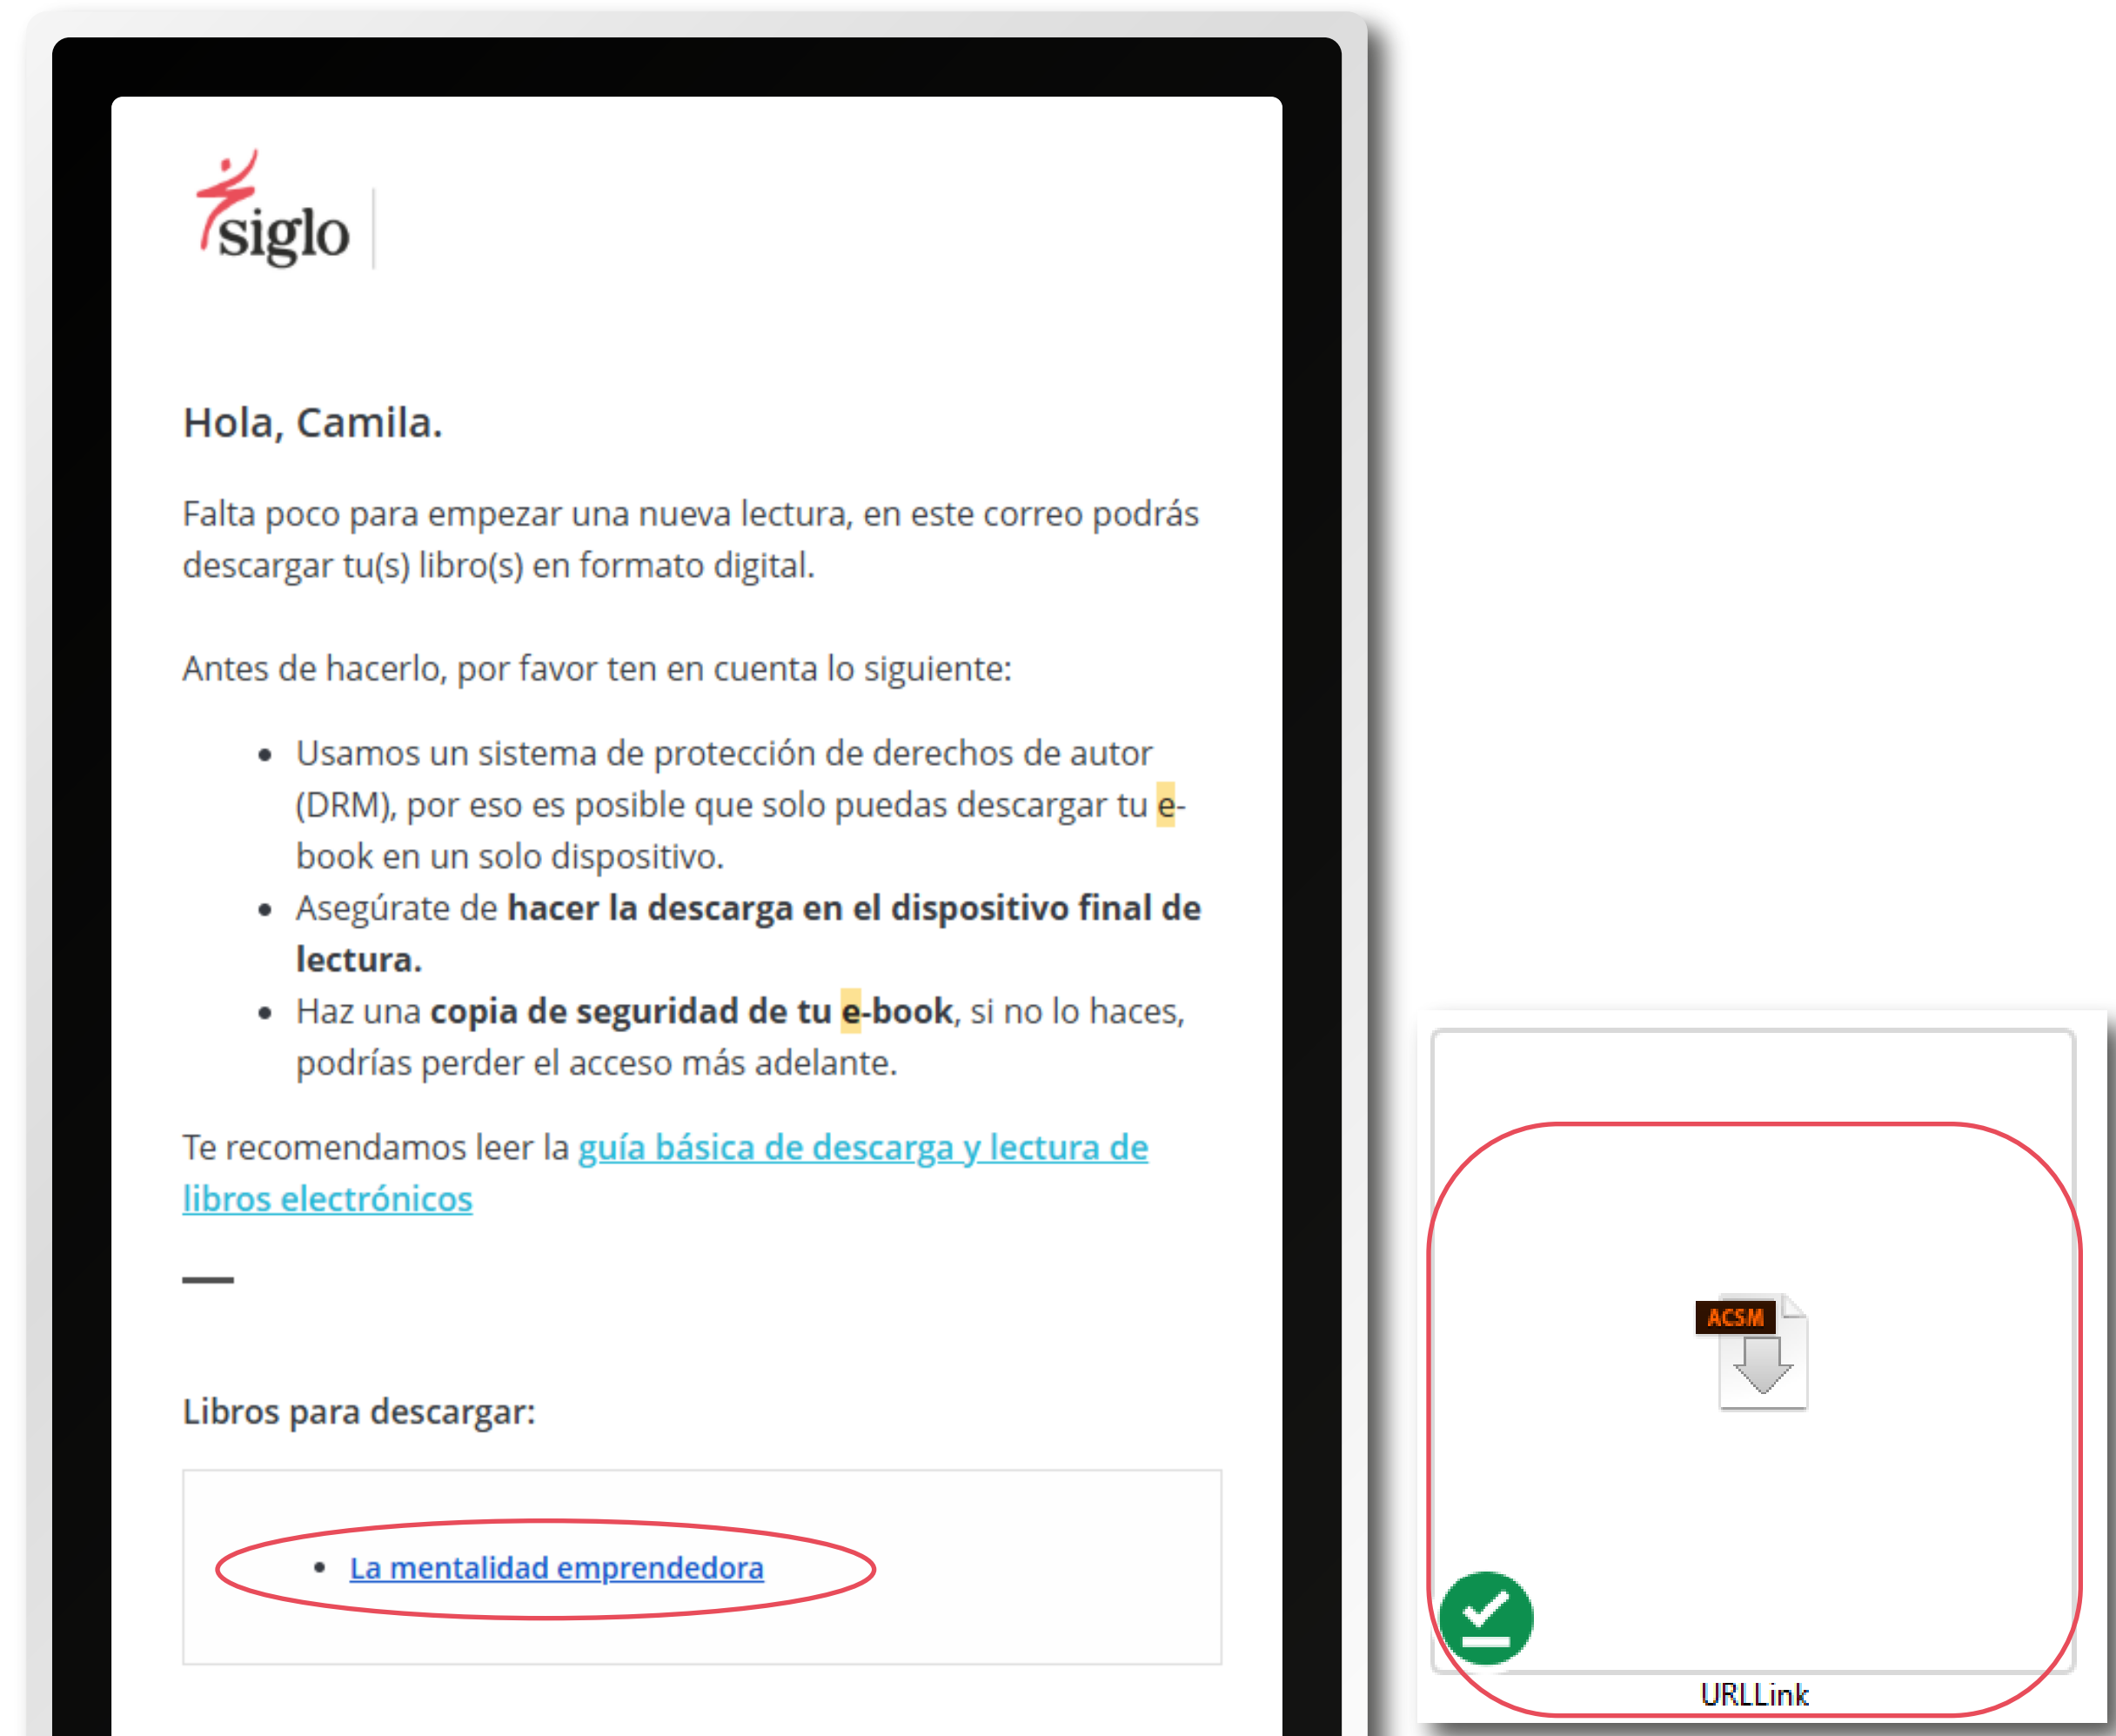 siglo
Hola, Camila.
Falta poco para empezar una nueva lectura, en este correo podrás
descargar tu(s) libro(s) en formato digital.
Antes de hacerlo, por favor ten en cuenta lo siguiente:
• Usamos un sistema de protección de derechos de autor
(DRM), por eso es posible que solo puedas descargar tu e-
book en un solo dispositivo.
• Asegúrate de hacer la descarga en el dispositivo final de
lectura.
• Haz una copia de seguridad de tu e-book, si no lo haces,
podrías perder el acceso más adelante.
Te recomendamos leer la guía básica de descarga y lectura de
libros electrónicos
Libros para descargar:
• La mentalidad emprendedora
ACSM
URLLink